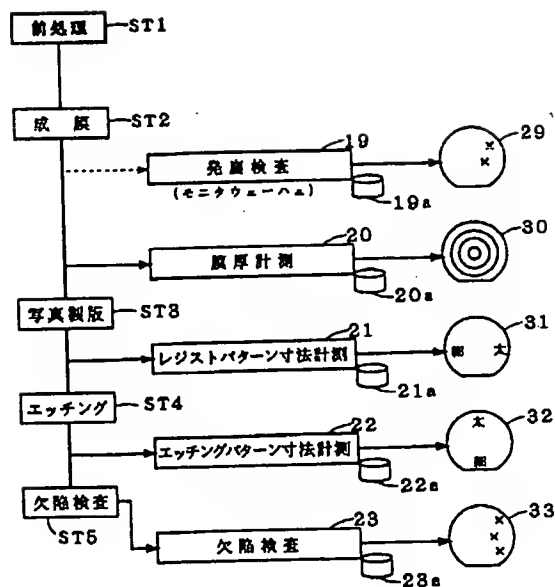 前処理 ST1
成膜 ST2
19
発塵検査
(モニタウェーハ上)
19a
29
× ×
20
膜厚計測
20a
30
写真製版 ST3
21
レジストパターン寸法計測
21a
31
細 太
エッチング ST4
22
エッチングパターン寸法計測
22a
32
太
細
欠陥検査
ST5
23
欠陥検査
23a
33
× × ×